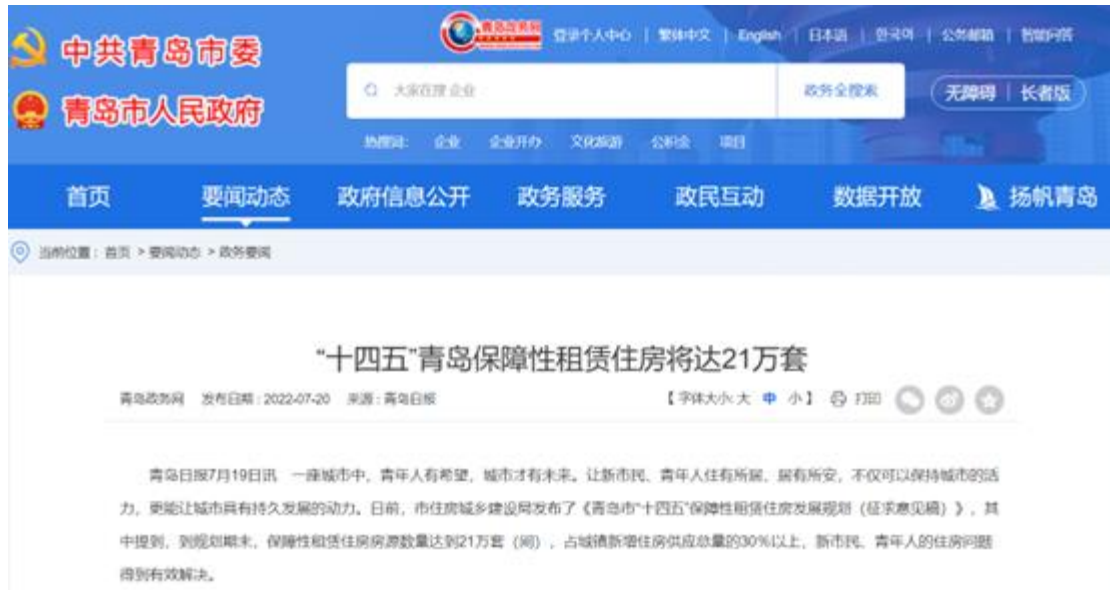 中共青岛市委
青岛市人民政府
青岛政务网 登录个人中心 | 繁体中文 | English | 日本语 | 한국어 | 公务邮箱 | 智能问答
大家在搜 企业 政务全搜索 无障碍 | 长者版
热搜词: 企业 企业开办 文化旅游 公积金 项目
首页 要闻动态 政府信息公开 政务服务 政民互动 数据开放 扬帆青岛
当前位置:首页 > 要闻动态 > 政务要闻
“十四五”青岛保障性租赁住房将达21万套
青岛政务网 发布日期:2022-07-20 来源:青岛日报 【字体大小:大 中 小】 打印
青岛日报7月19日讯 一座城市中,青年人有希望,城市才有未来。让新市民、青年人住有所居、居有所安,不仅可以保持城市的活
力,更能让城市具有持久发展的动力。日前,市住房城乡建设局发布了《青岛市“十四五”保障性租赁住房发展规划(征求意见稿)》,其
中提到,到规划期末,保障性租赁住房房源数量达到21万套(间),占城镇新增住房供应总量的30%以上,新市民、青年人的住房问题
得到有效解决。